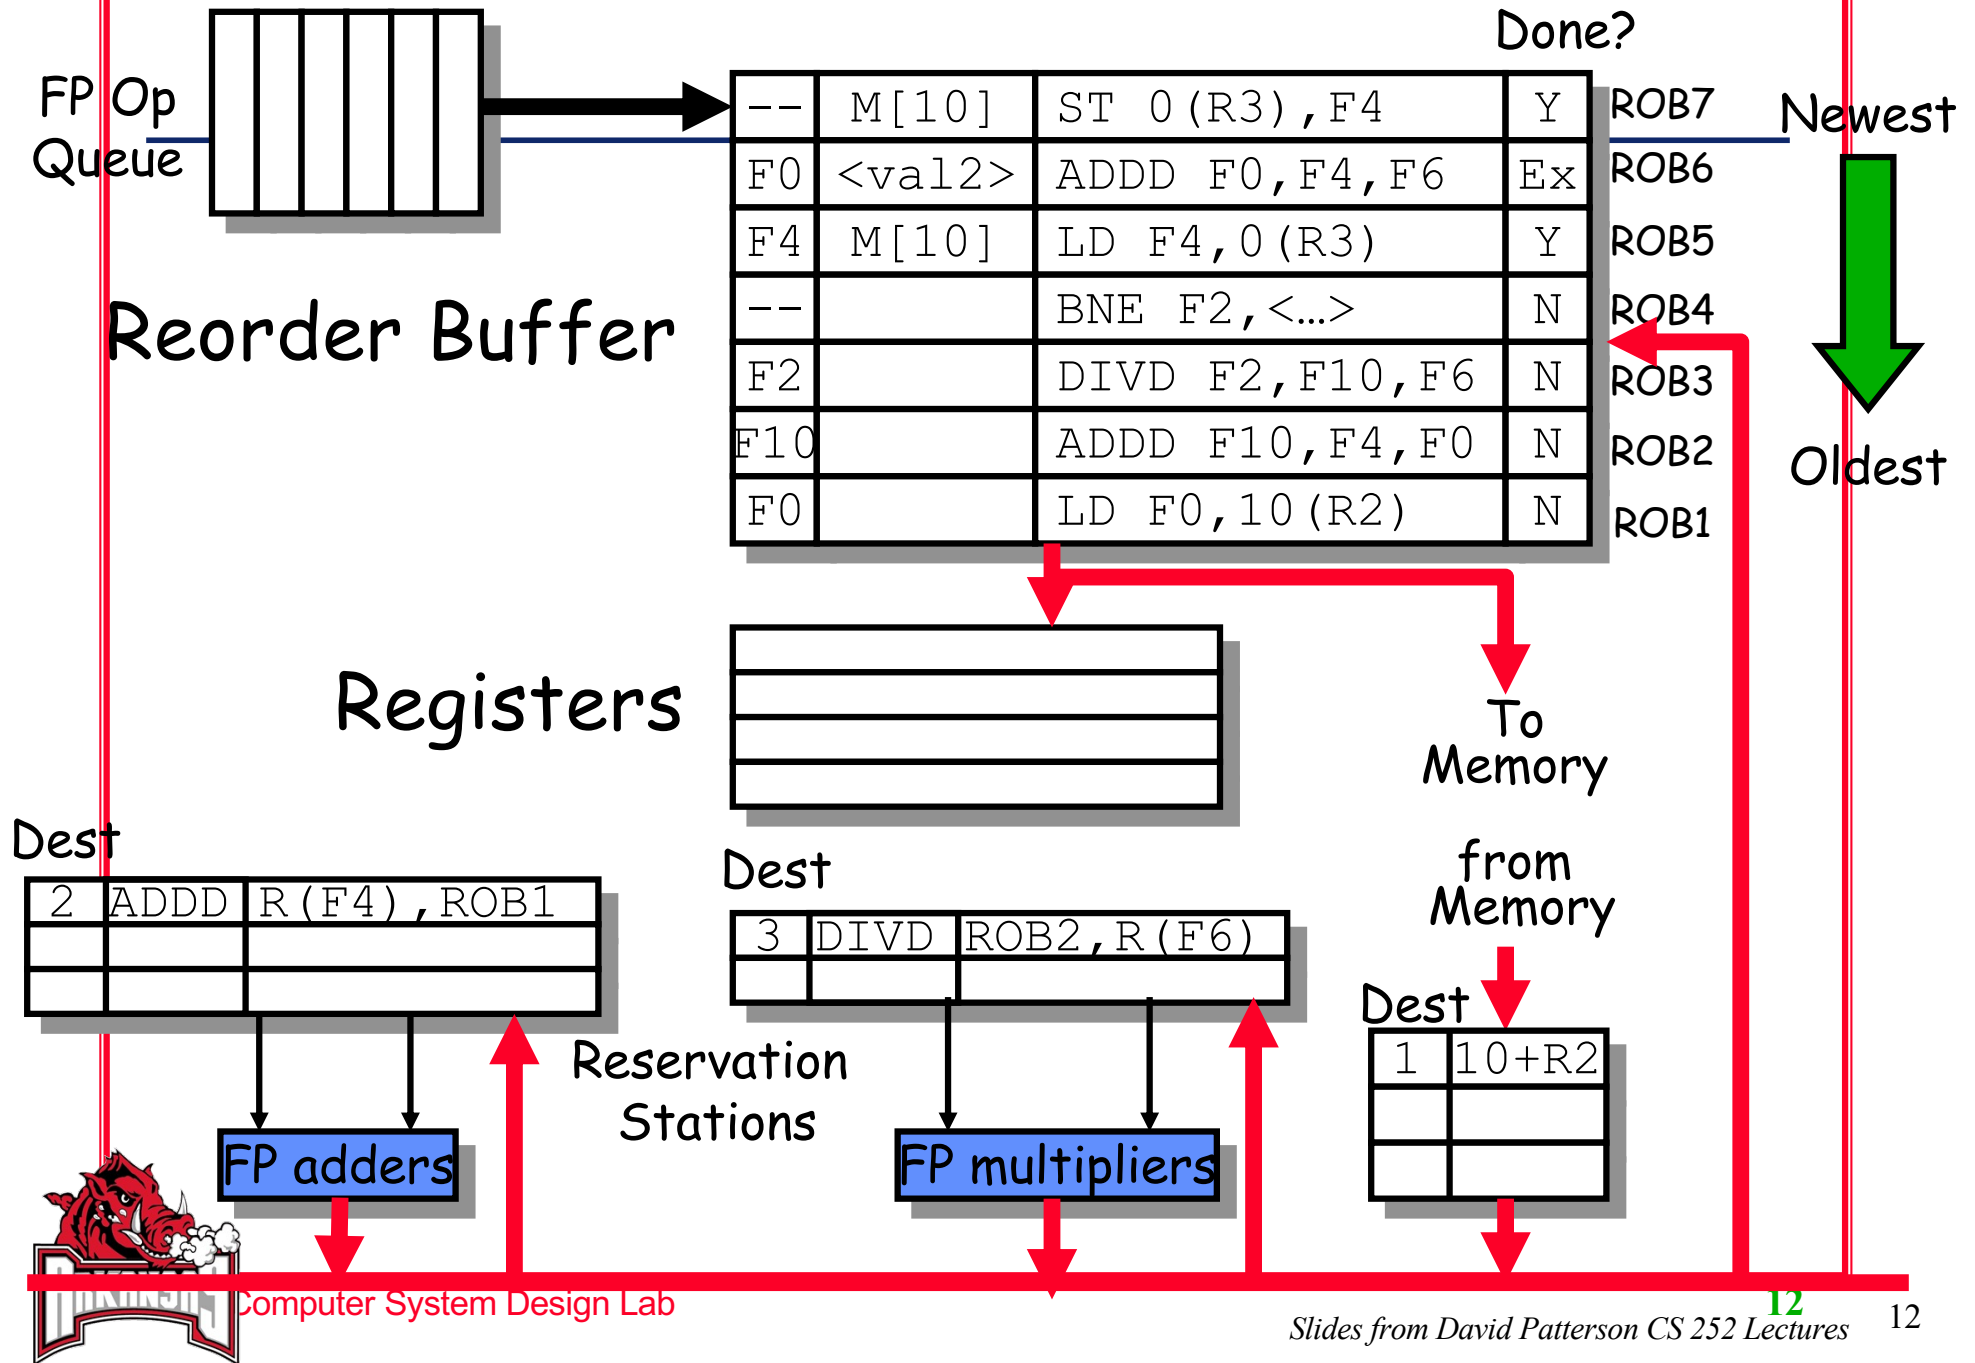 Done?
FP Op
Queue
-- M[10] ST 0(R3),F4 Y ROB7
Newest
F0 <val2> ADDD F0,F4,F6 Ex ROB6
F4 M[10] LD F4,0(R3) Y ROB5
-- BNE F2,<…> N ROB4
Reorder Buffer
F2 DIVD F2,F10,F6 N ROB3
F10 ADDD F10,F4,F0 N ROB2
Oldest
F0 LD F0,10(R2) N ROB1
Registers
To
Memory
Dest
2 ADDD R(F4),ROB1
Dest
3 DIVD ROB2,R(F6)
from
Memory
Dest
1 10+R2
Reservation
Stations
FP adders
FP multipliers
ARKANSAS
Computer System Design Lab
12
Slides from David Patterson CS 252 Lectures
12